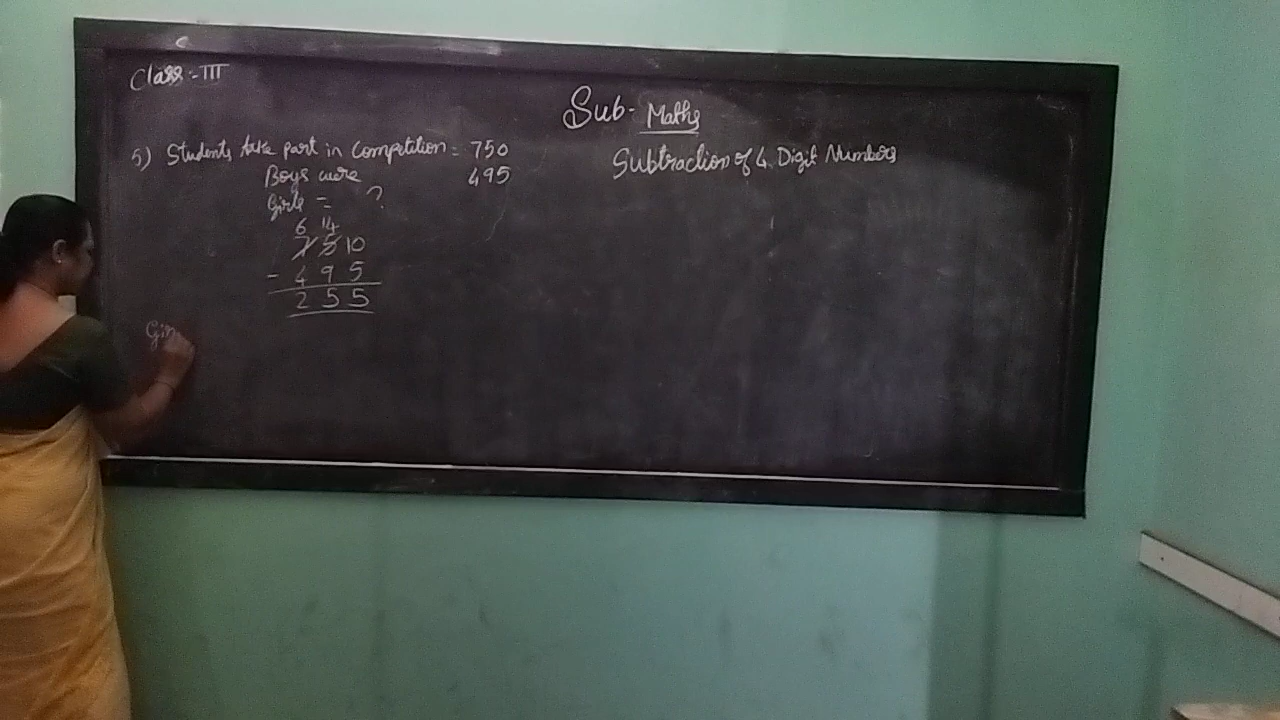 Class:- III
Sub- Maths
Subtraction of 4 Digit Numbers
5) Students take part in Competition = 750
Boys were 495
Girls = ?
6 14
7 5 10
- 4 9 5
2 5 5
Gir